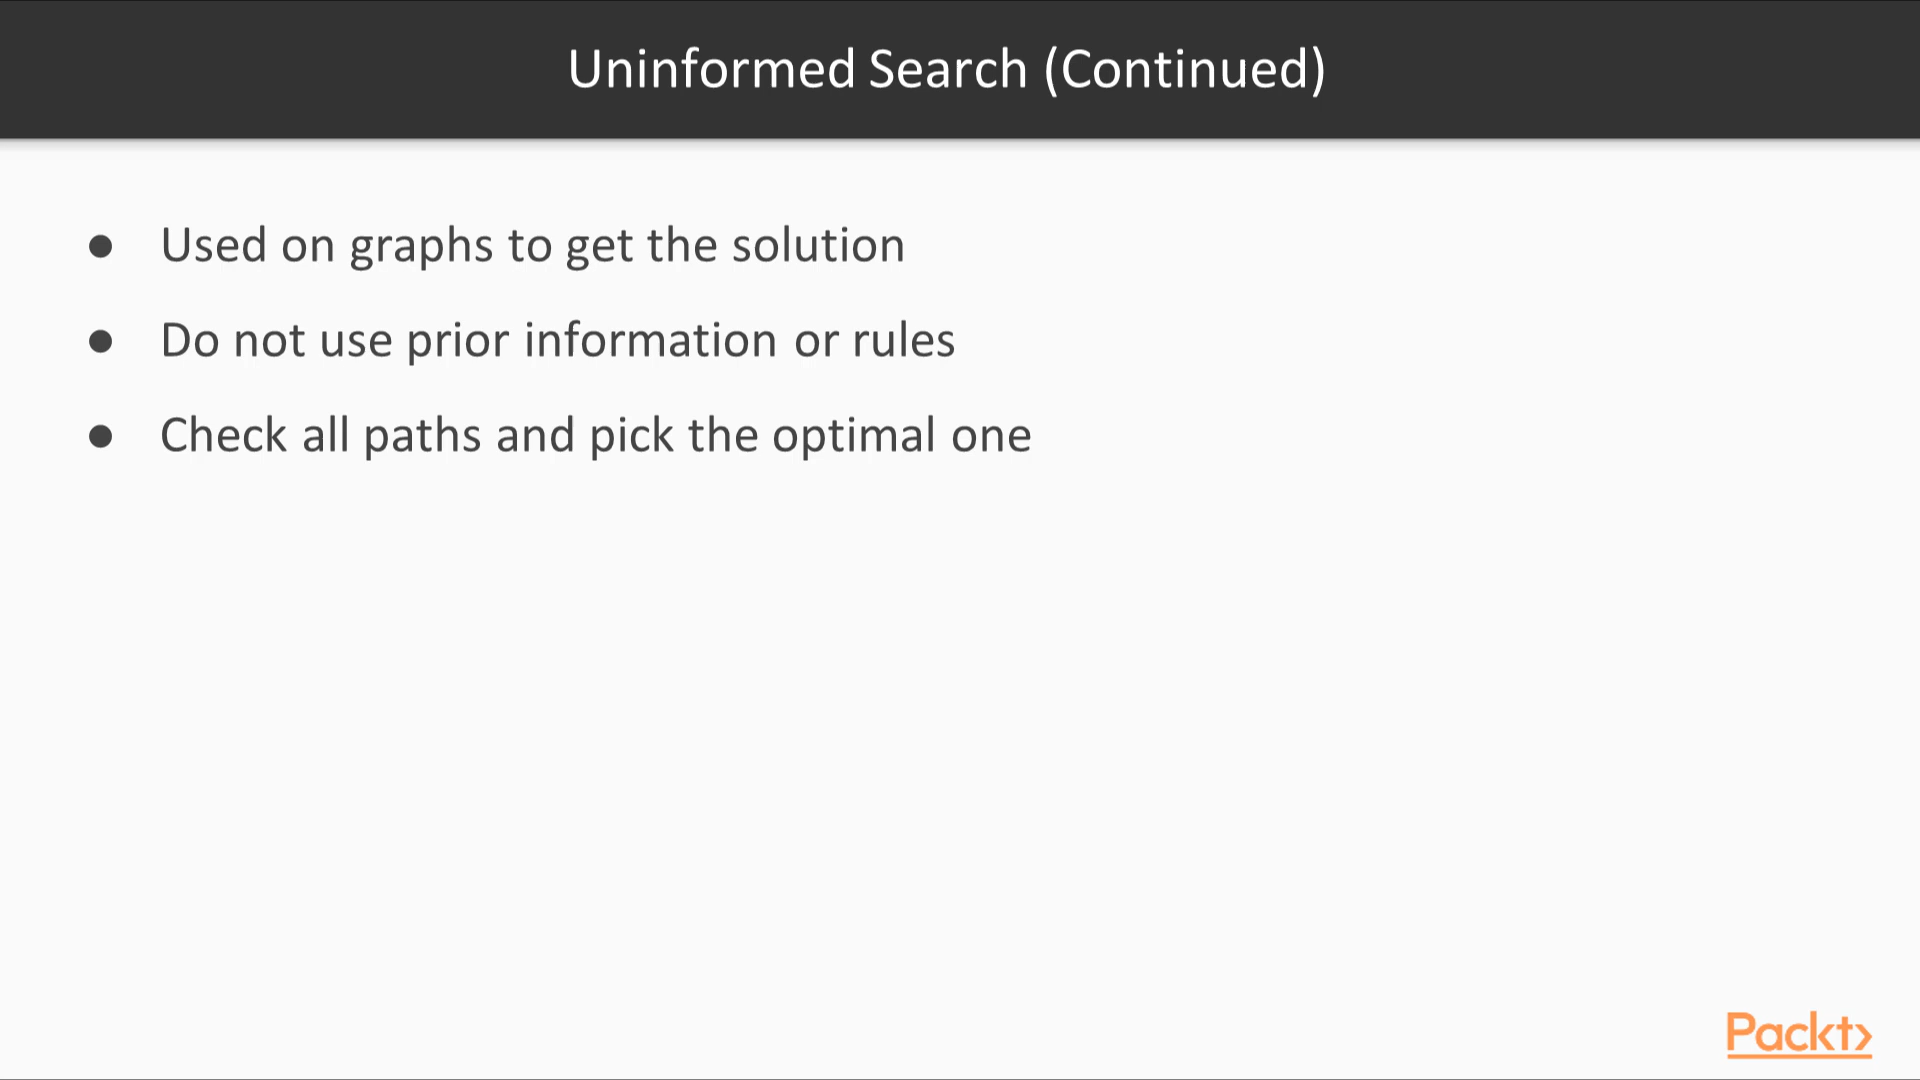 Uninformed Search (Continued)
● Used on graphs to get the solution
● Do not use prior information or rules
● Check all paths and pick the optimal one
Packt>